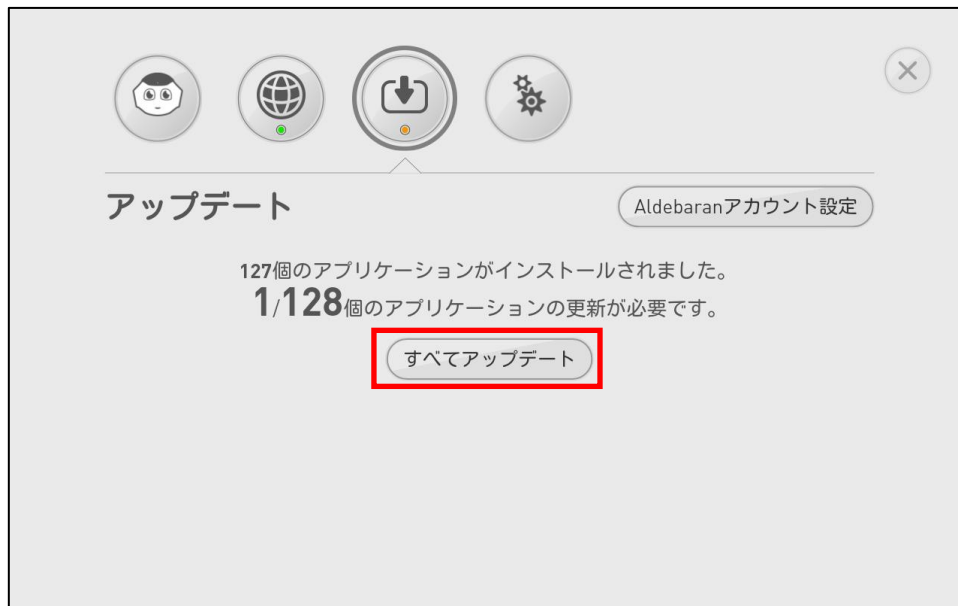 アップデート
Aldebaranアカウント設定
127個のアプリケーションがインストールされました。
1/128個のアプリケーションの更新が必要です。
すべてアップデート